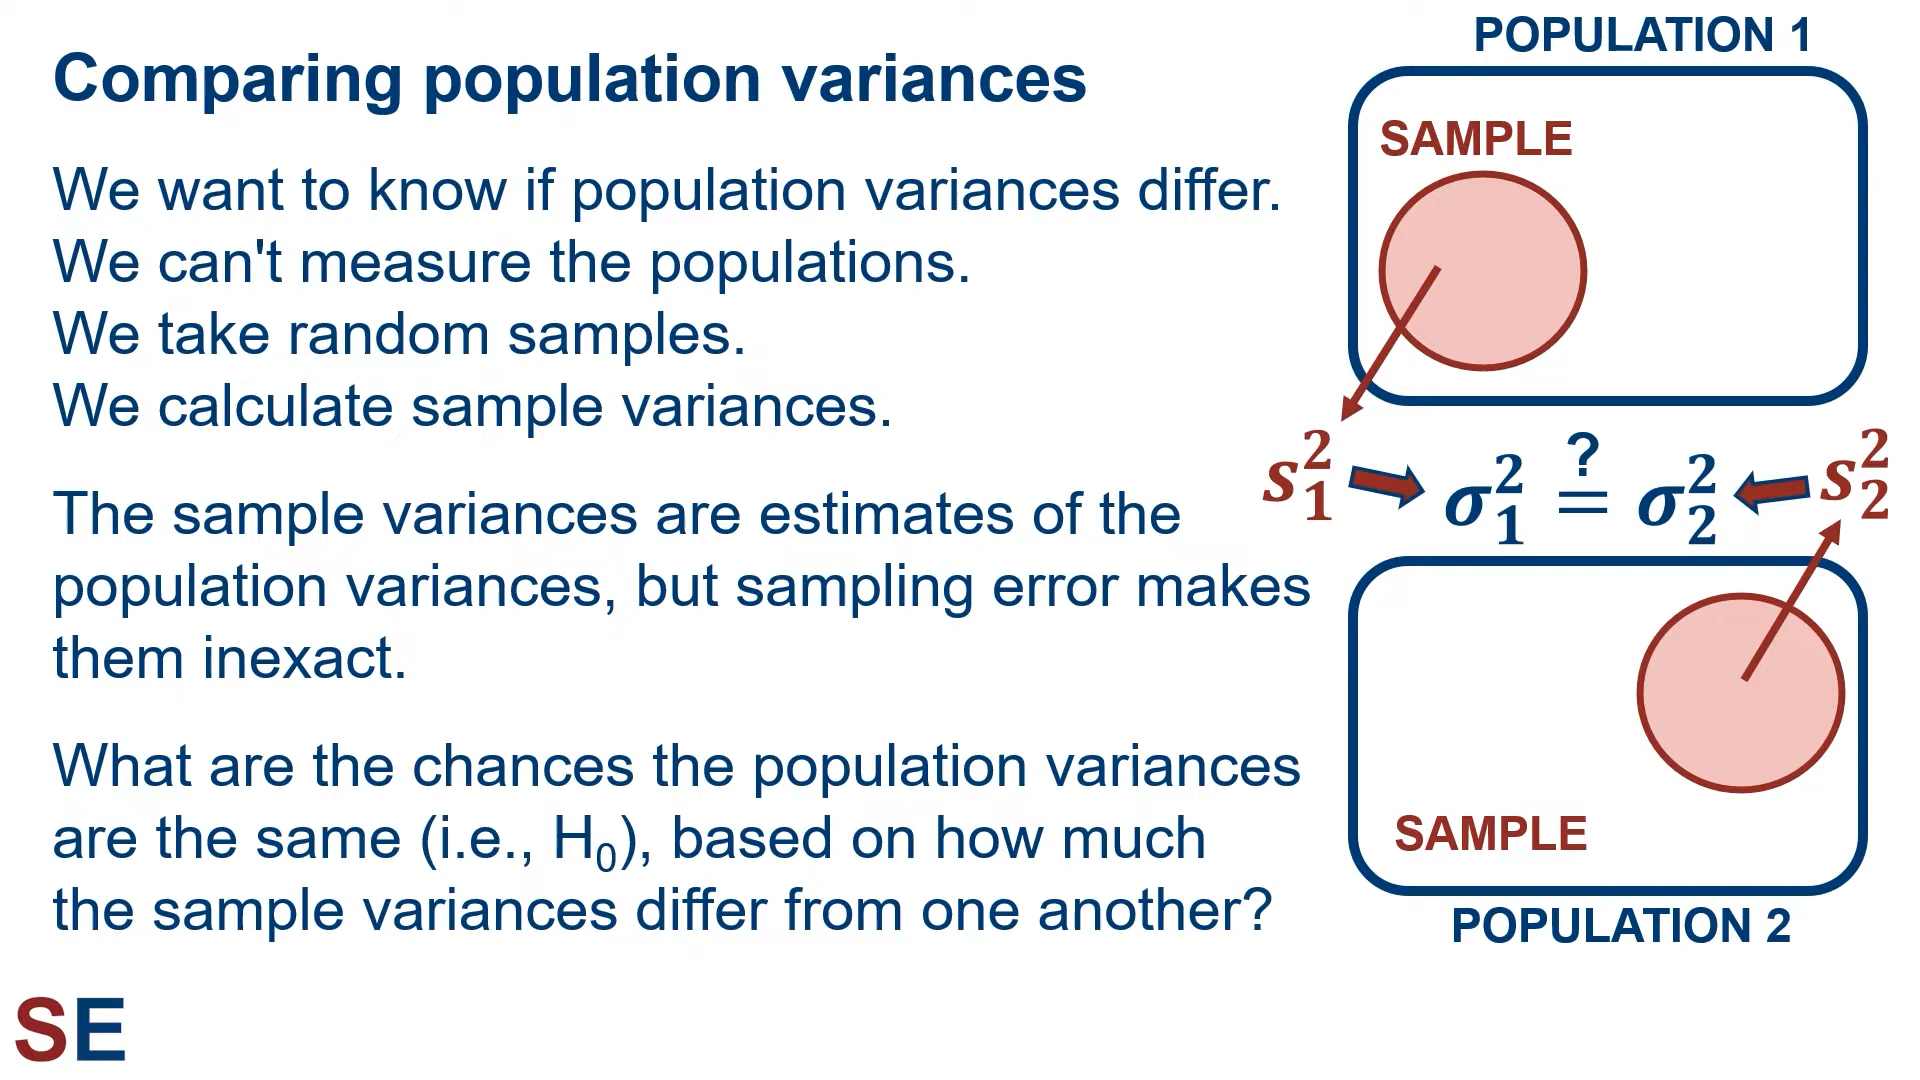 Comparing population variances
We want to know if population variances differ.
We can't measure the populations.
We take random samples.
We calculate sample variances.
The sample variances are estimates of the
population variances, but sampling error makes
them inexact.
What are the chances the population variances
are the same (i.e., H₀), based on how much
the sample variances differ from one another?
POPULATION 1
SAMPLE
s₁² σ₁² ?= σ₂² s₂²
SAMPLE
POPULATION 2
SE